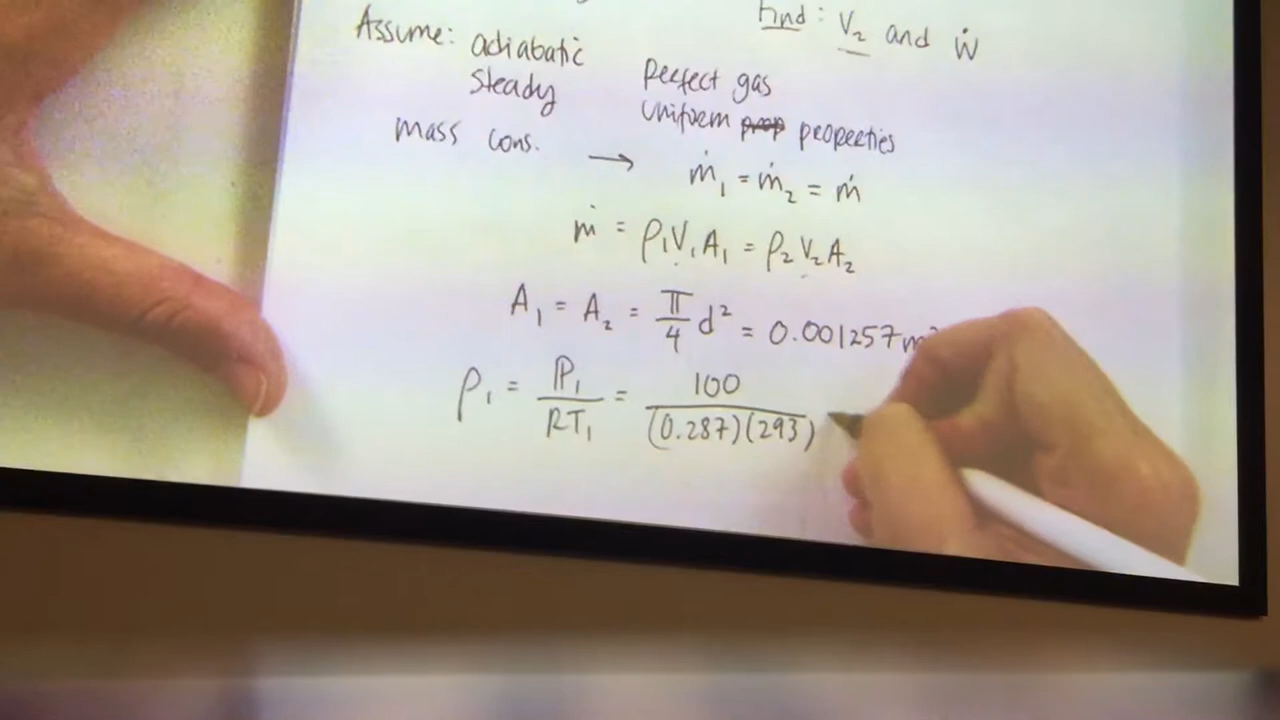 Find: V₂ and Ẇ
Assume: adiabatic perfect gas
steady uniform properties
mass cons. → ṁ₁ = ṁ₂ = ṁ
ṁ = ρ₁V₁A₁ = ρ₂V₂A₂
A₁ = A₂ = π/4 d² = 0.001257 m²
ρ₁ = P₁/RT₁ = 100/(0.287)(293)